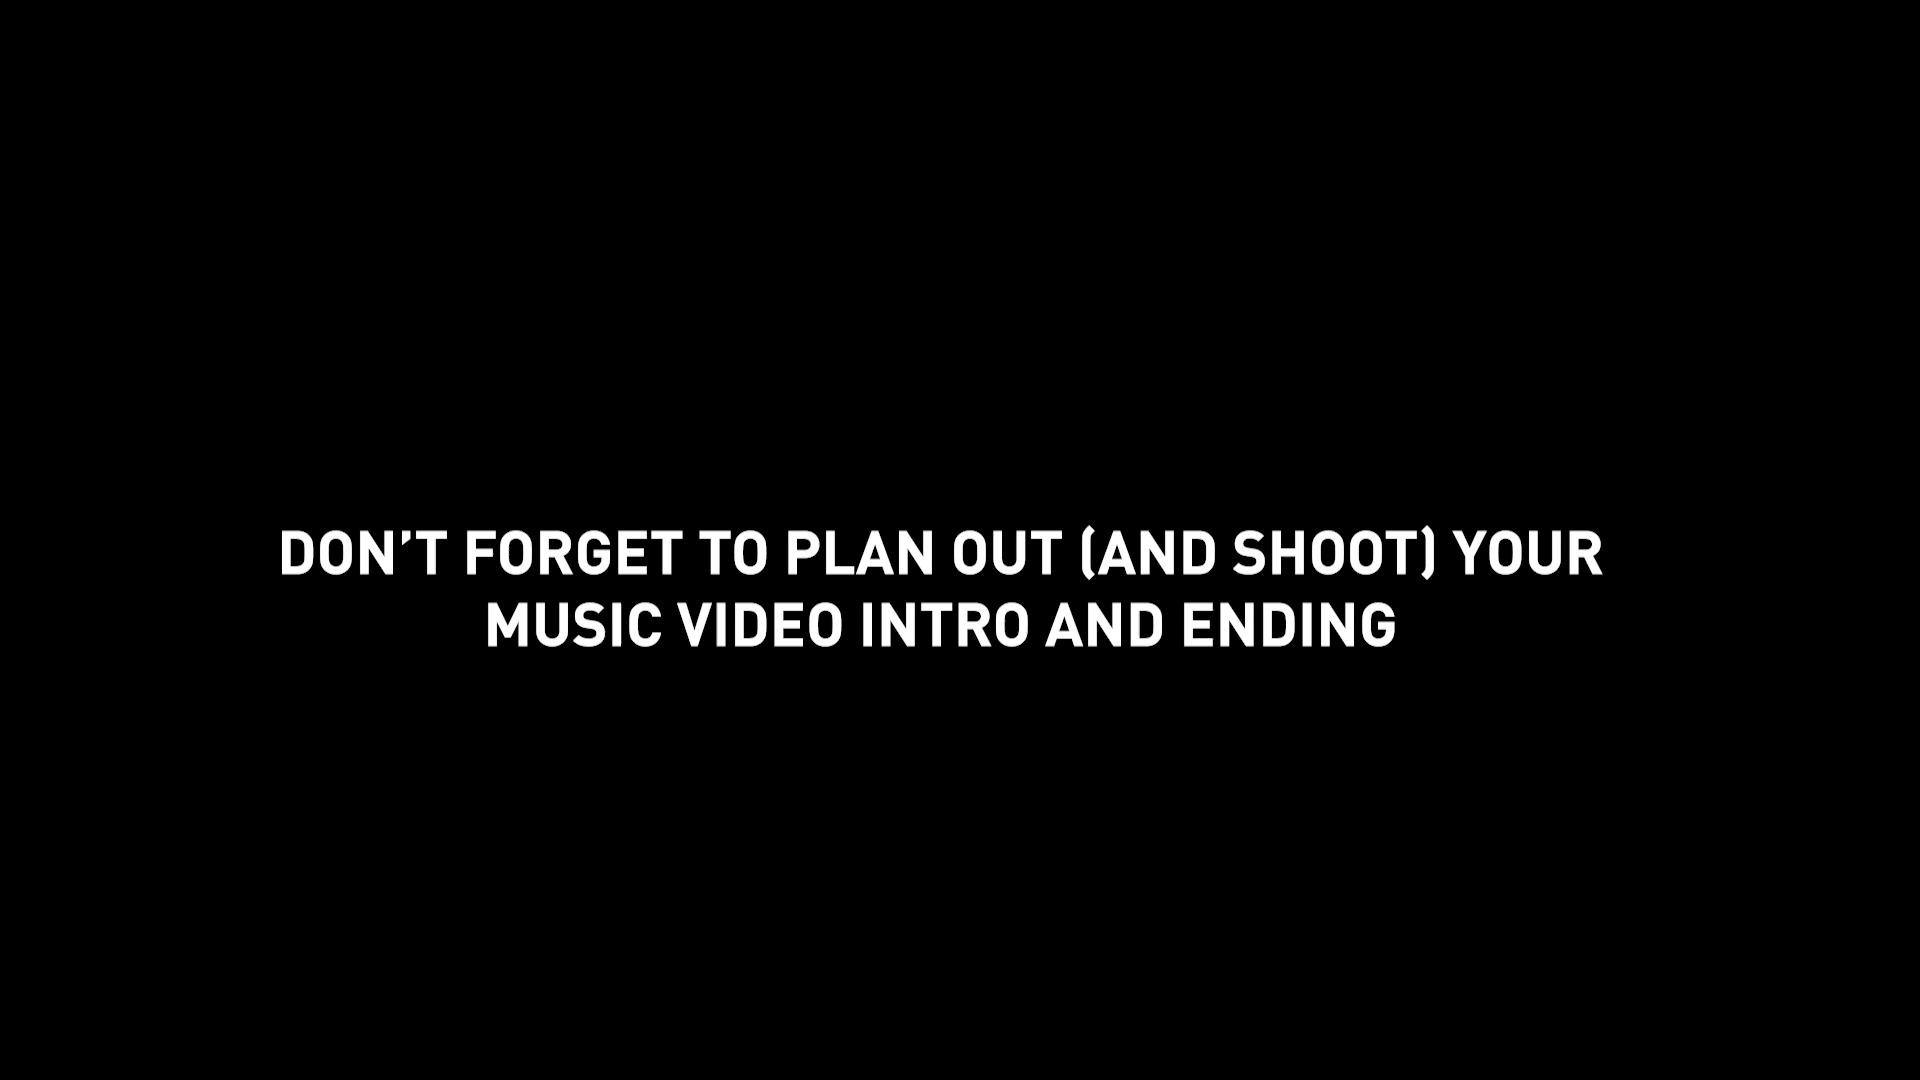 DON’T FORGET TO PLAN OUT (AND SHOOT) YOUR
MUSIC VIDEO INTRO AND ENDING